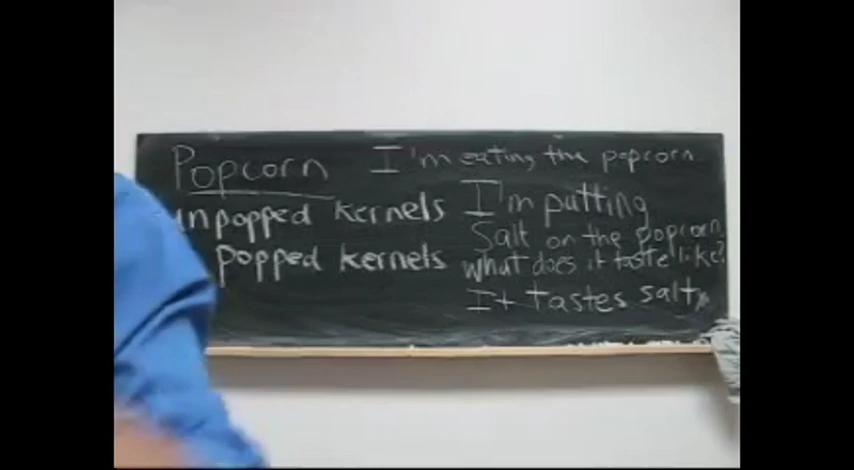 Popcorn
unpopped kernels
popped kernels
I'm eating the popcorn
I'm putting
Salt on the popcorn
What does it taste like?
It tastes salty